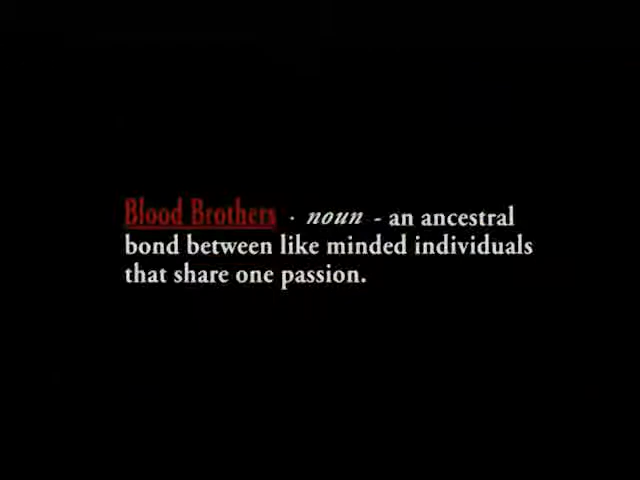 Blood Brothers · noun - an ancestral
bond between like minded individuals
that share one passion.